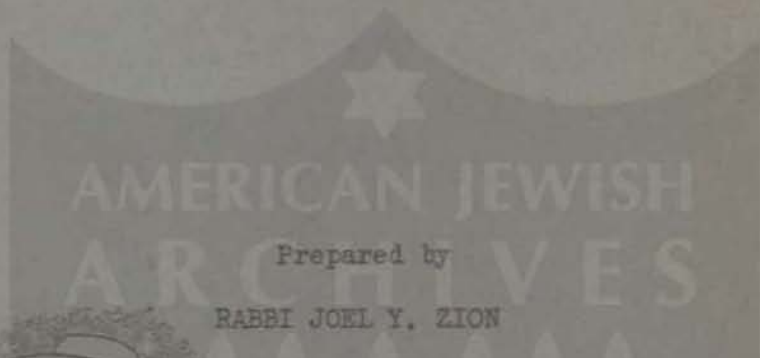 AMERICAN JEWISH
Prepared by
ARCHIVES
RABBI JOEL Y. ZION